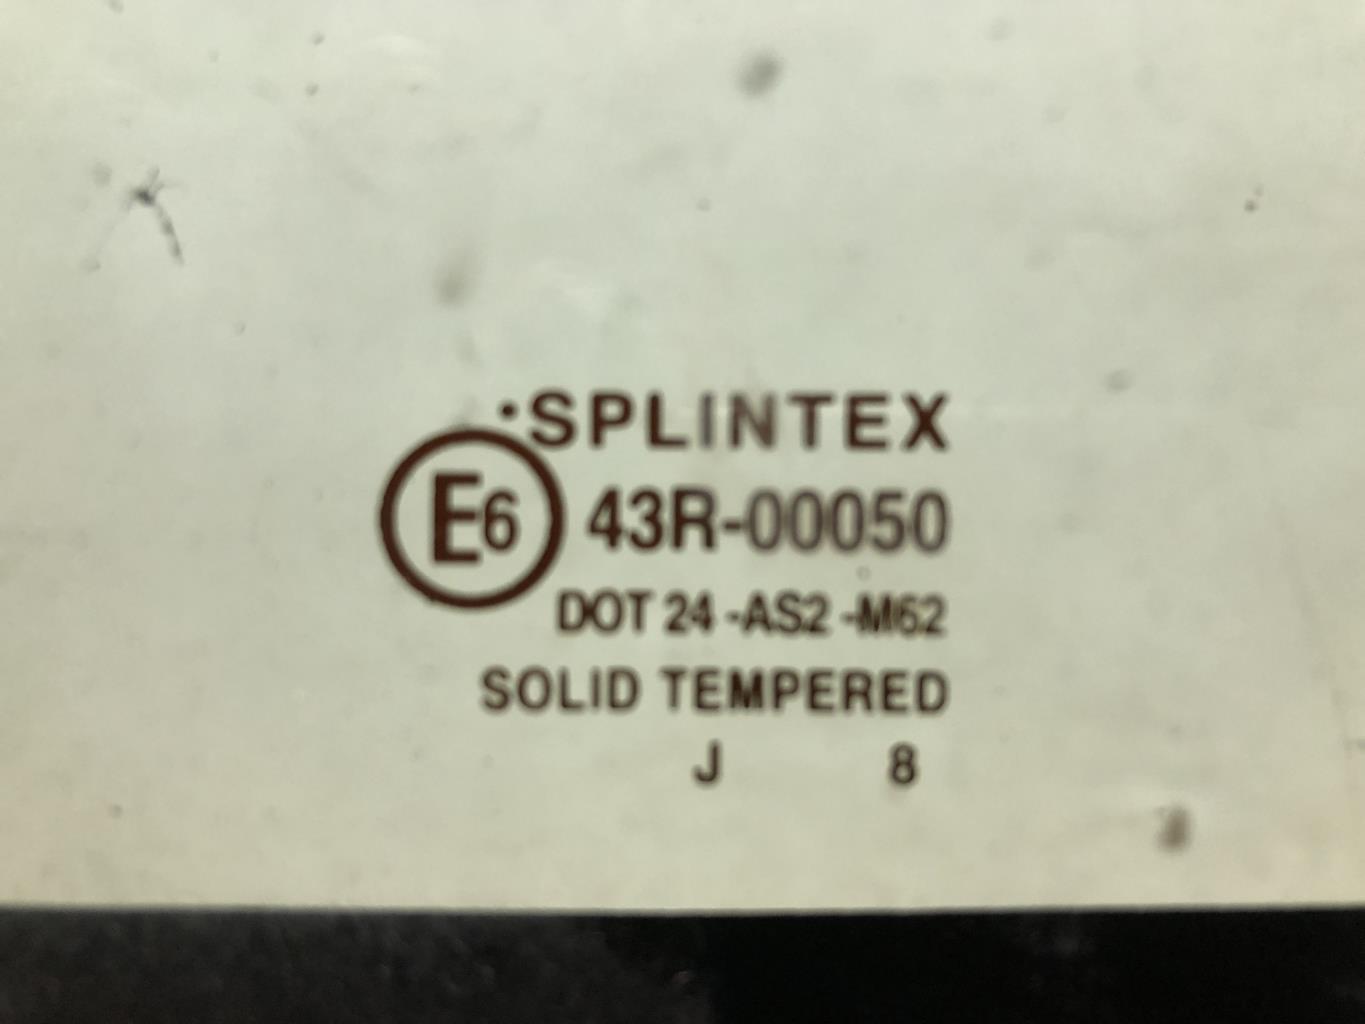 ·SPLINTEX
E6 43R-00050
DOT 24 -AS2 -M62
SOLID TEMPERED
J 8